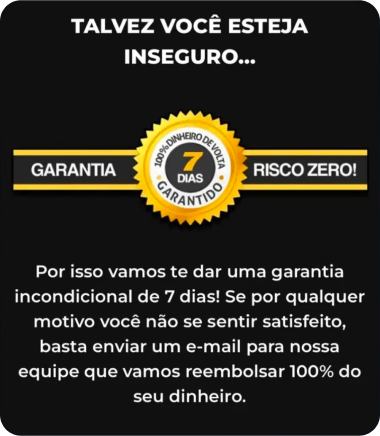 TALVEZ VOCÊ ESTEJA
INSEGURO...
100% DINHEIRO DE VOLTA
GARANTIA
7
DIAS
RISCO ZERO!
GARANTIDO
Por isso vamos te dar uma garantia
incondicional de 7 dias! Se por qualquer
motivo você não se sentir satisfeito,
basta enviar um e-mail para nossa
equipe que vamos reembolsar 100% do
seu dinheiro.